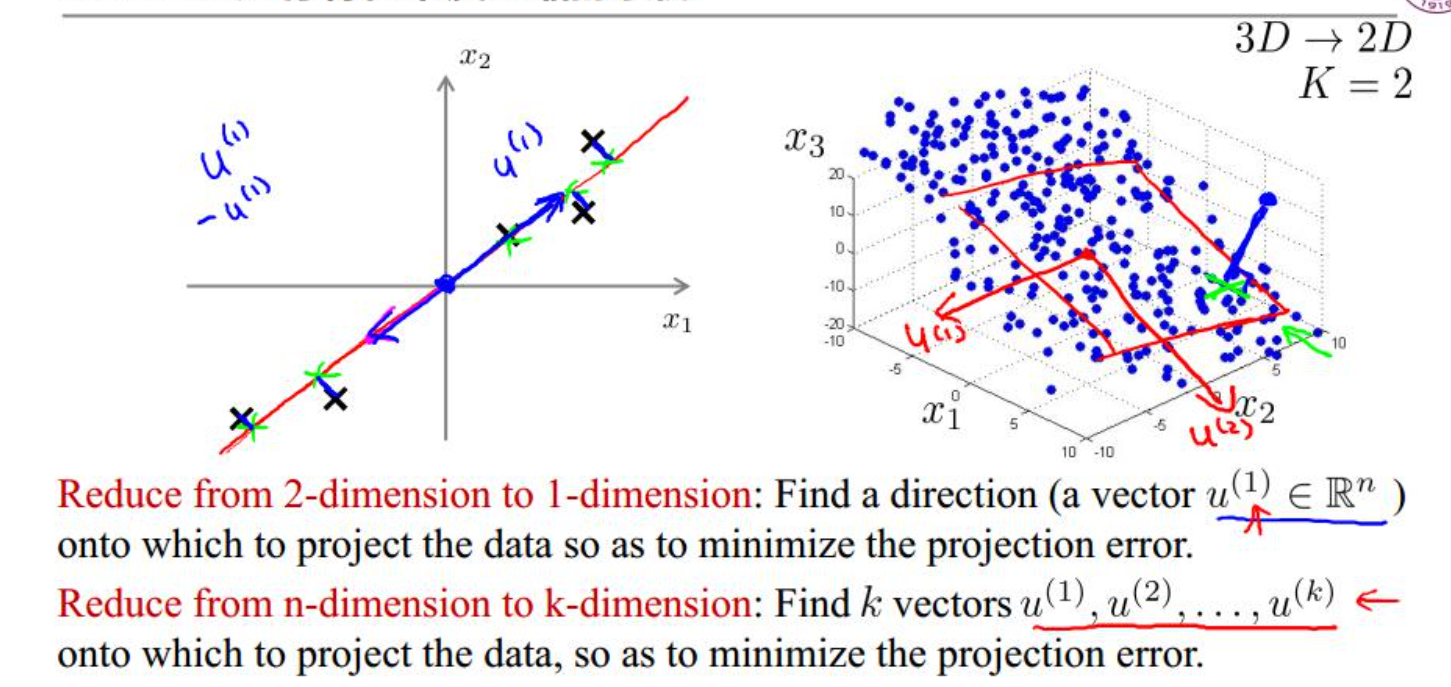 1919
3D → 2D
K = 2
x₂
u⁽¹⁾
-u⁽¹⁾
u⁽¹⁾
x₁
x₃
20
10
0
-10
-20
-10
-5
0
5
10
x₁
-10
-5
0
5
10
x₂
u⁽¹⁾
u⁽²⁾
Reduce from 2-dimension to 1-dimension: Find a direction (a vector u⁽¹⁾ ∈ ℝⁿ )
onto which to project the data so as to minimize the projection error.
Reduce from n-dimension to k-dimension: Find k vectors u⁽¹⁾, u⁽²⁾, . . . , u⁽ᵏ⁾ ←
onto which to project the data, so as to minimize the projection error.